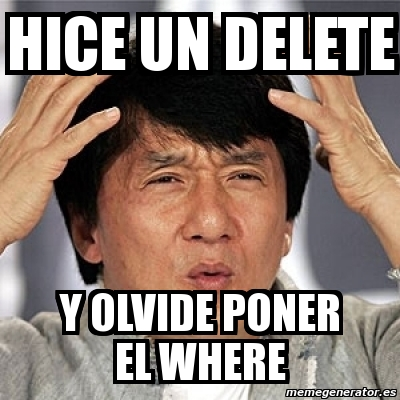 HICE UN DELETE
Y OLVIDE PONER
EL WHERE
memegenerator.es